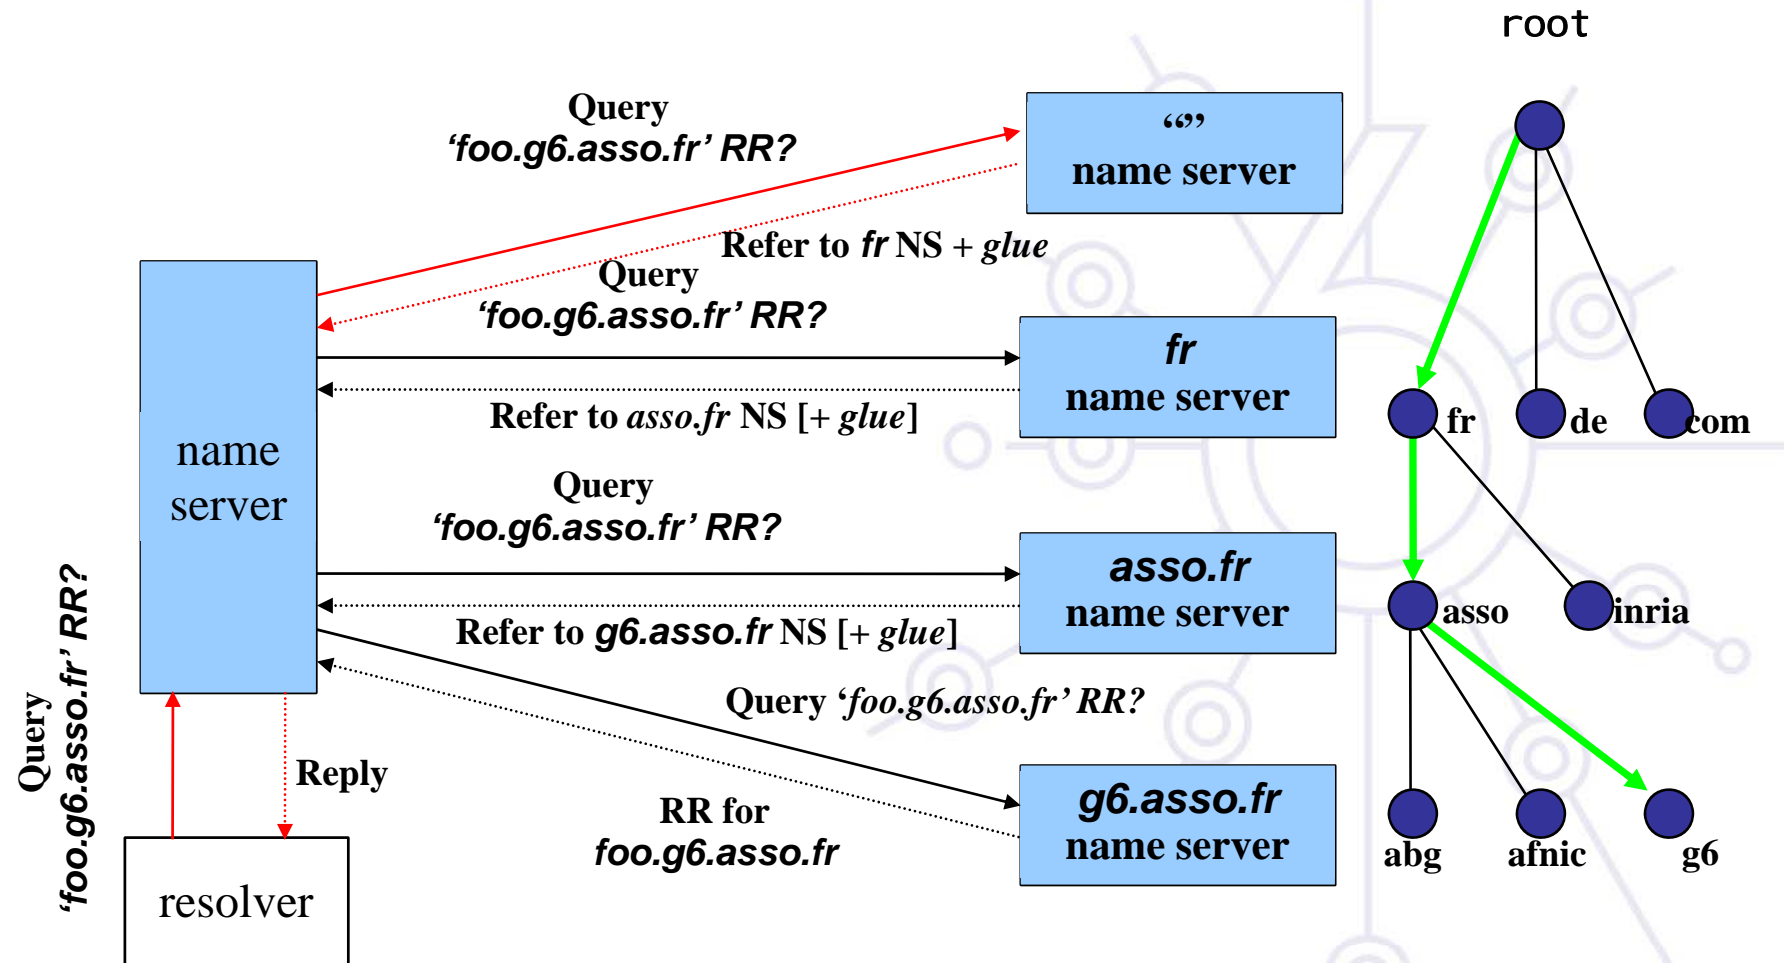 root
Query
‘foo.g6.asso.fr’ RR?
“”
name server
Refer to fr NS + glue
Query
‘foo.g6.asso.fr’ RR?
fr
name server
Refer to asso.fr NS [+ glue]
fr
de
com
name
server
Query
‘foo.g6.asso.fr’ RR?
asso.fr
name server
Refer to g6.asso.fr NS [+ glue]
asso
inria
Query ‘foo.g6.asso.fr’ RR?
Query
‘foo.g6.asso.fr’ RR?
Reply
RR for
foo.g6.asso.fr
g6.asso.fr
name server
abg
afnic
g6
resolver